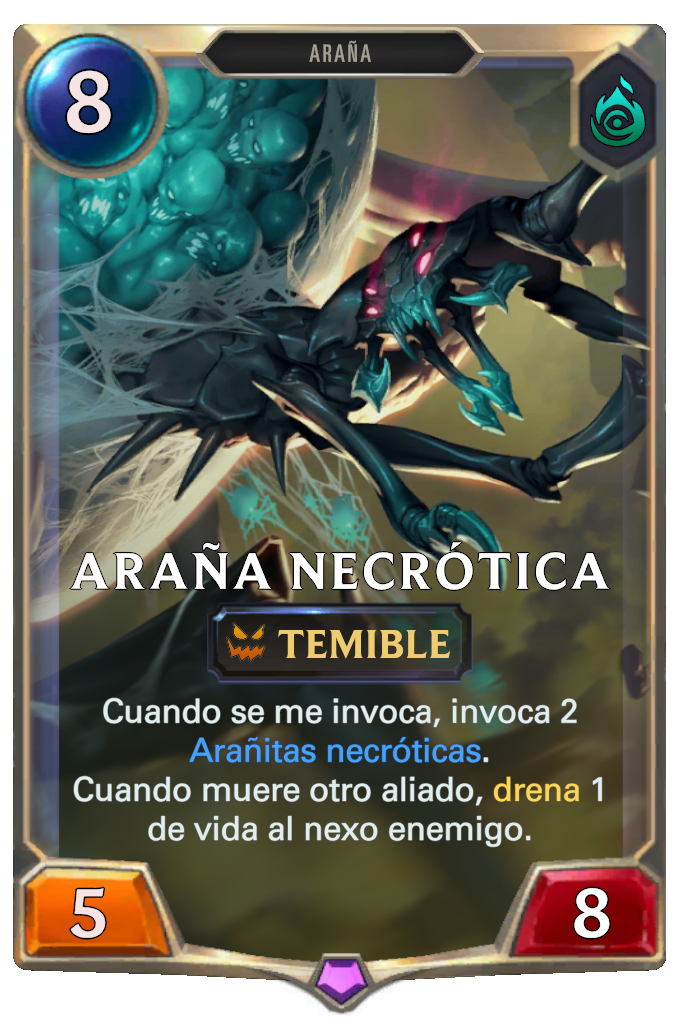 8
ARAÑA
ARAÑA NECRÓTICA
TEMIBLE
Cuando se me invoca, invoca 2
Arañitas necróticas.
Cuando muere otro aliado, drena 1
de vida al nexo enemigo.
5
8